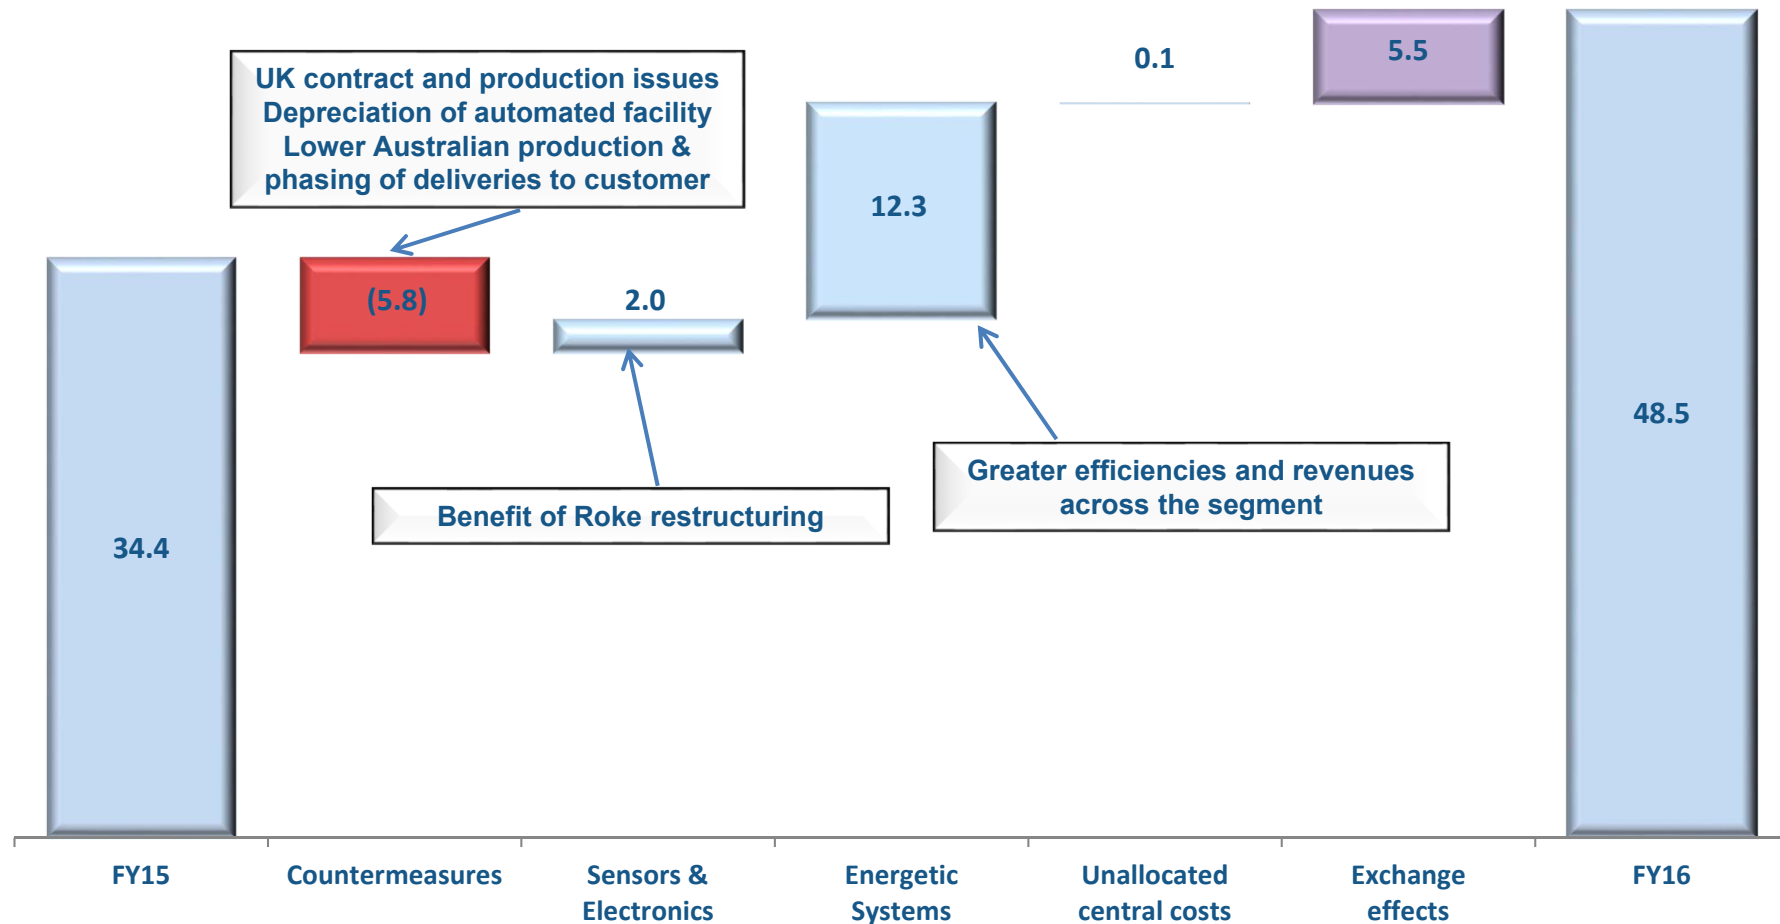 UK contract and production issues
Depreciation of automated facility
Lower Australian production &
phasing of deliveries to customer
0.1
5.5
12.3
(5.8)
2.0
34.4
48.5
Benefit of Roke restructuring
Greater efficiencies and revenues
across the segment
FY15
Countermeasures
Sensors &
Electronics
Energetic
Systems
Unallocated
central costs
Exchange
effects
FY16